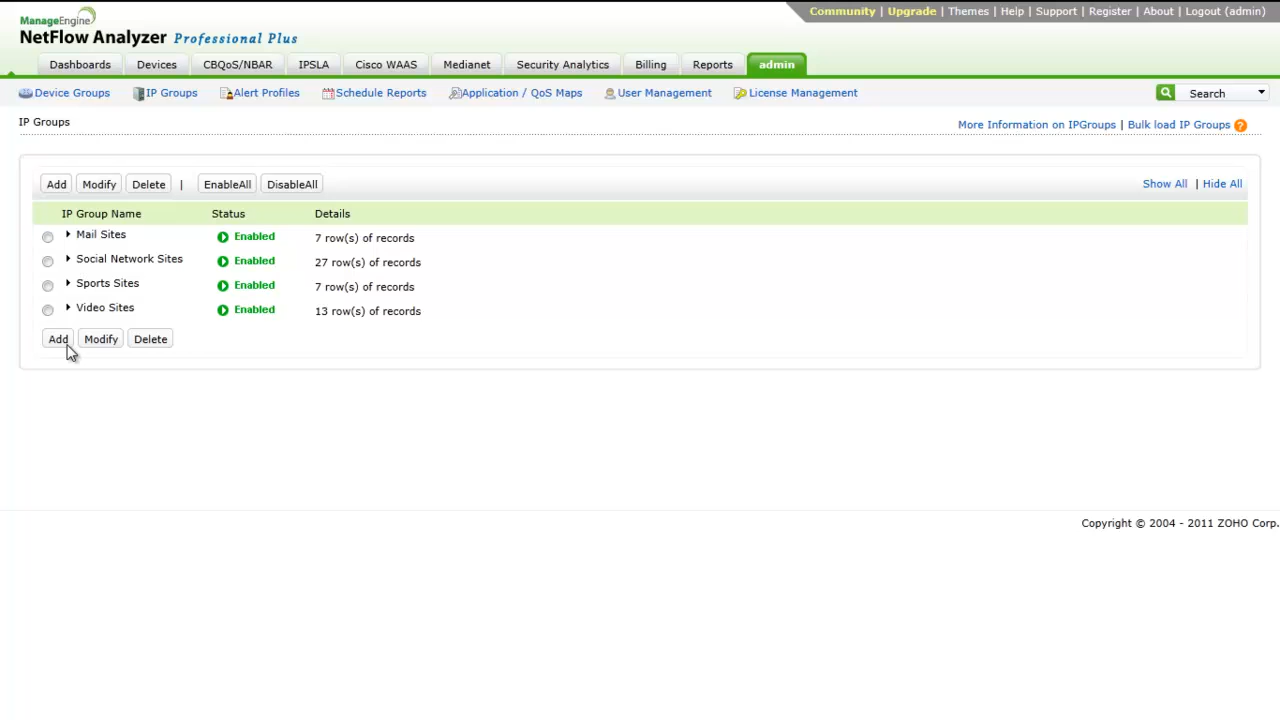 ManageEngine
NetFlow Analyzer Professional Plus
Community | Upgrade | Themes | Help | Support | Register | About | Logout (admin)
Dashboards Devices CBQoS/NBAR IPSLA Cisco WAAS Medianet Security Analytics Billing Reports admin
Device Groups IP Groups Alert Profiles Schedule Reports Application / QoS Maps User Management License Management Search
IP Groups More Information on IPGroups | Bulk load IP Groups ?
Add Modify Delete | EnableAll DisableAll Show All | Hide All
IP Group Name Status Details
Mail Sites Enabled 7 row(s) of records
Social Network Sites Enabled 27 row(s) of records
Sports Sites Enabled 7 row(s) of records
Video Sites Enabled 13 row(s) of records
Add Modify Delete
Copyright © 2004 - 2011 ZOHO Corp.